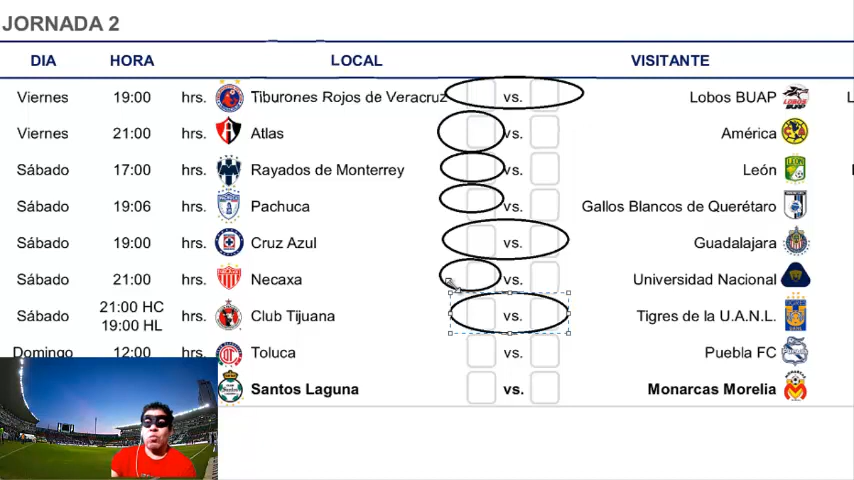 JORNADA 2
DIA HORA LOCAL VISITANTE
Viernes 19:00 hrs. Tiburones Rojos de Veracruz vs. Lobos BUAP
Viernes 21:00 hrs. Atlas vs. América
Sábado 17:00 hrs. Rayados de Monterrey vs. León
Sábado 19:06 hrs. Pachuca vs. Gallos Blancos de Querétaro
Sábado 19:00 hrs. Cruz Azul vs. Guadalajara
Sábado 21:00 hrs. Necaxa vs. Universidad Nacional
Sábado 21:00 HC 19:00 HL hrs. Club Tijuana vs. Tigres de la U.A.N.L.
Domingo 12:00 hrs. Toluca vs. Puebla FC
Santos Laguna vs. Monarcas Morelia